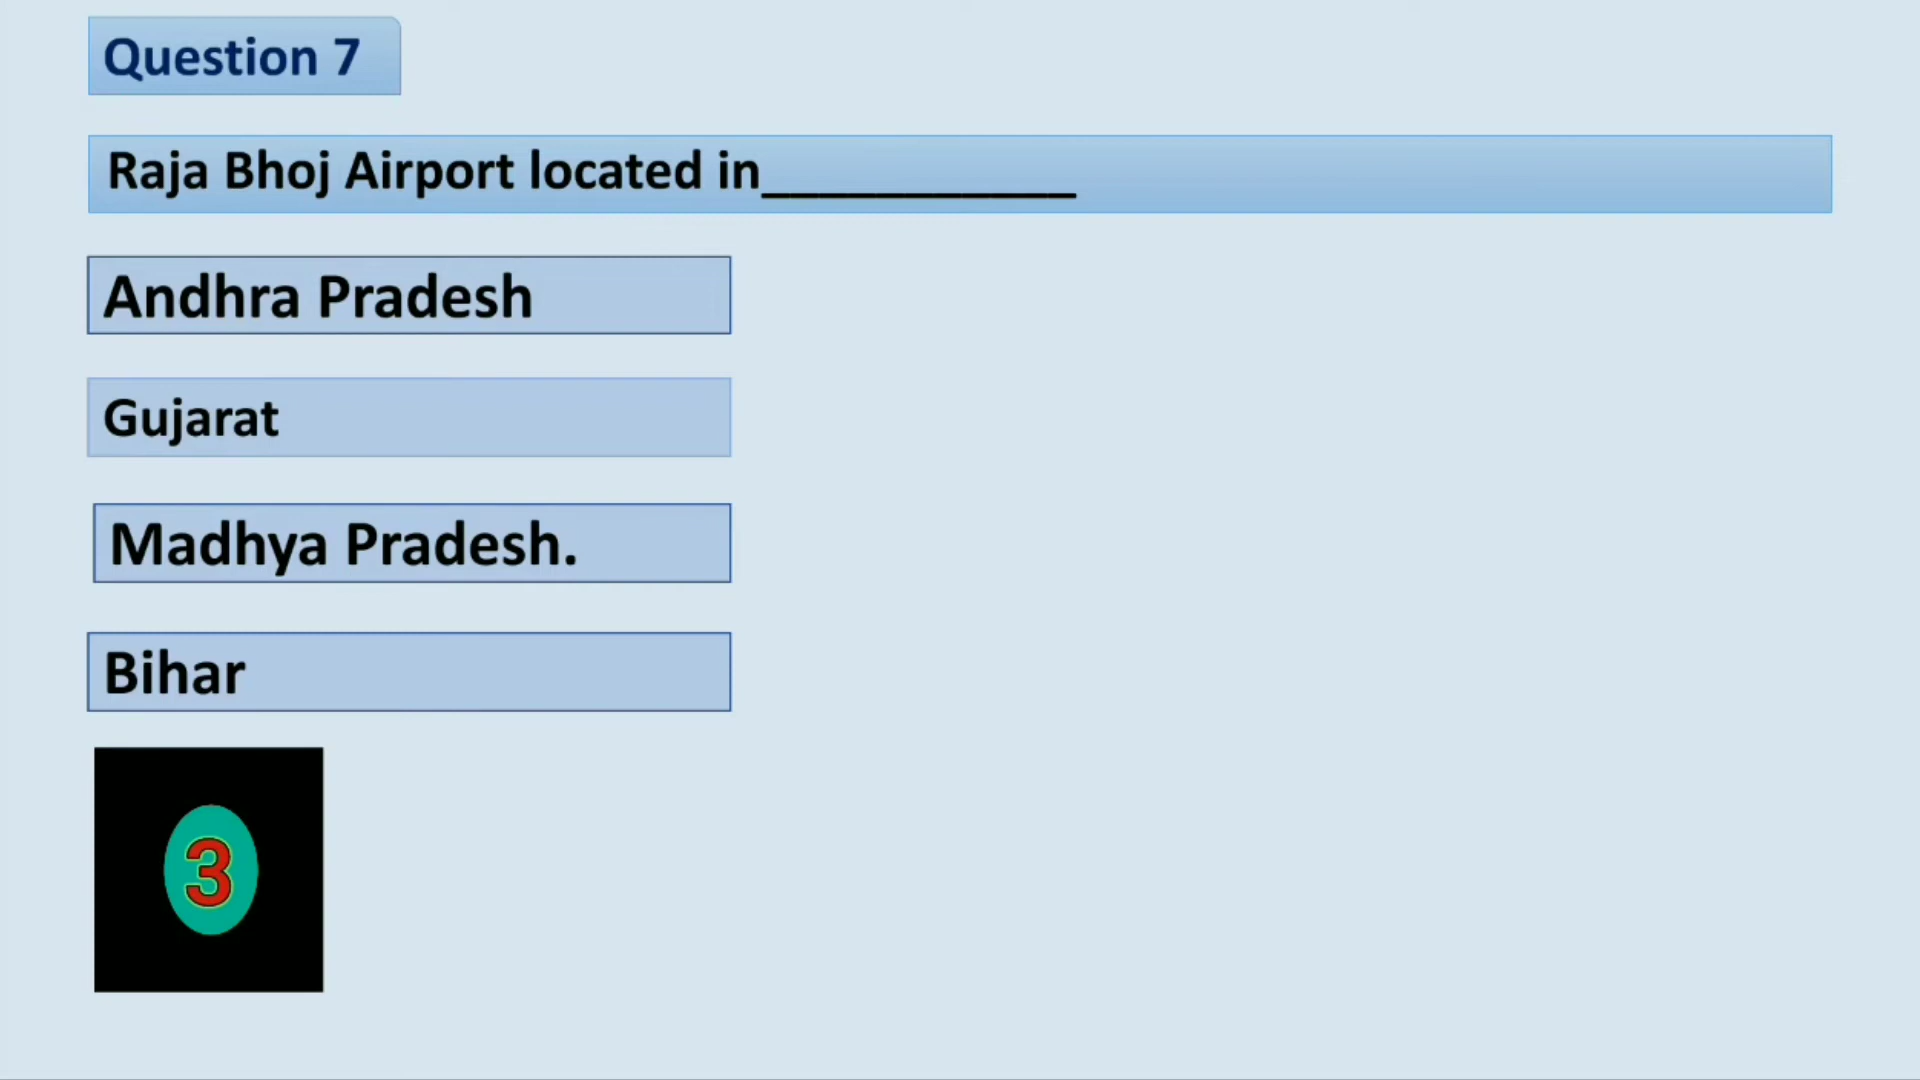 Question 7
Raja Bhoj Airport located in___________
Andhra Pradesh
Gujarat
Madhya Pradesh.
Bihar
3